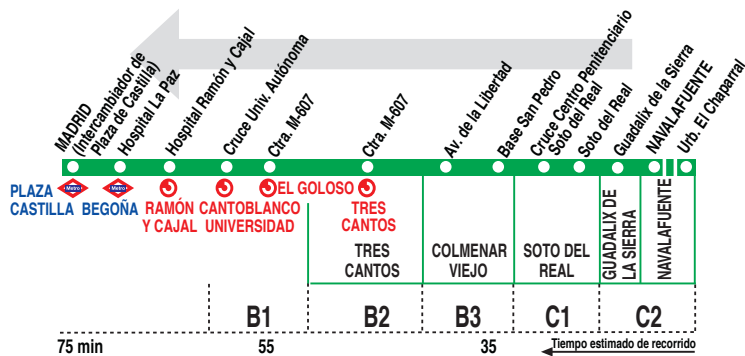 MADRID
(Intercambiador de
Plaza de Castilla)
Hospital La Paz
Hospital Ramón y Cajal
Cruce Univ. Autónoma
Ctra. M-607
Ctra. M-607
Av. de la Libertad
Base San Pedro
Cruce Centro Penitenciario
Soto del Real
Soto del Real
Guadalix de la Sierra
NAVALAFUENTE
Urb. El Chaparral
Metro
Metro
PLAZA
CASTILLA
BEGOÑA
RAMÓN
Y CAJAL
CANTOBLANCO
UNIVERSIDAD
EL GOLOSO
TRES
CANTOS
TRES
CANTOS
COLMENAR
VIEJO
SOTO DEL
REAL
GUADALIX DE
LA SIERRA
NAVALAFUENTE
B1
B2
B3
C1
C2
75 min
55
35
Tiempo estimado de recorrido